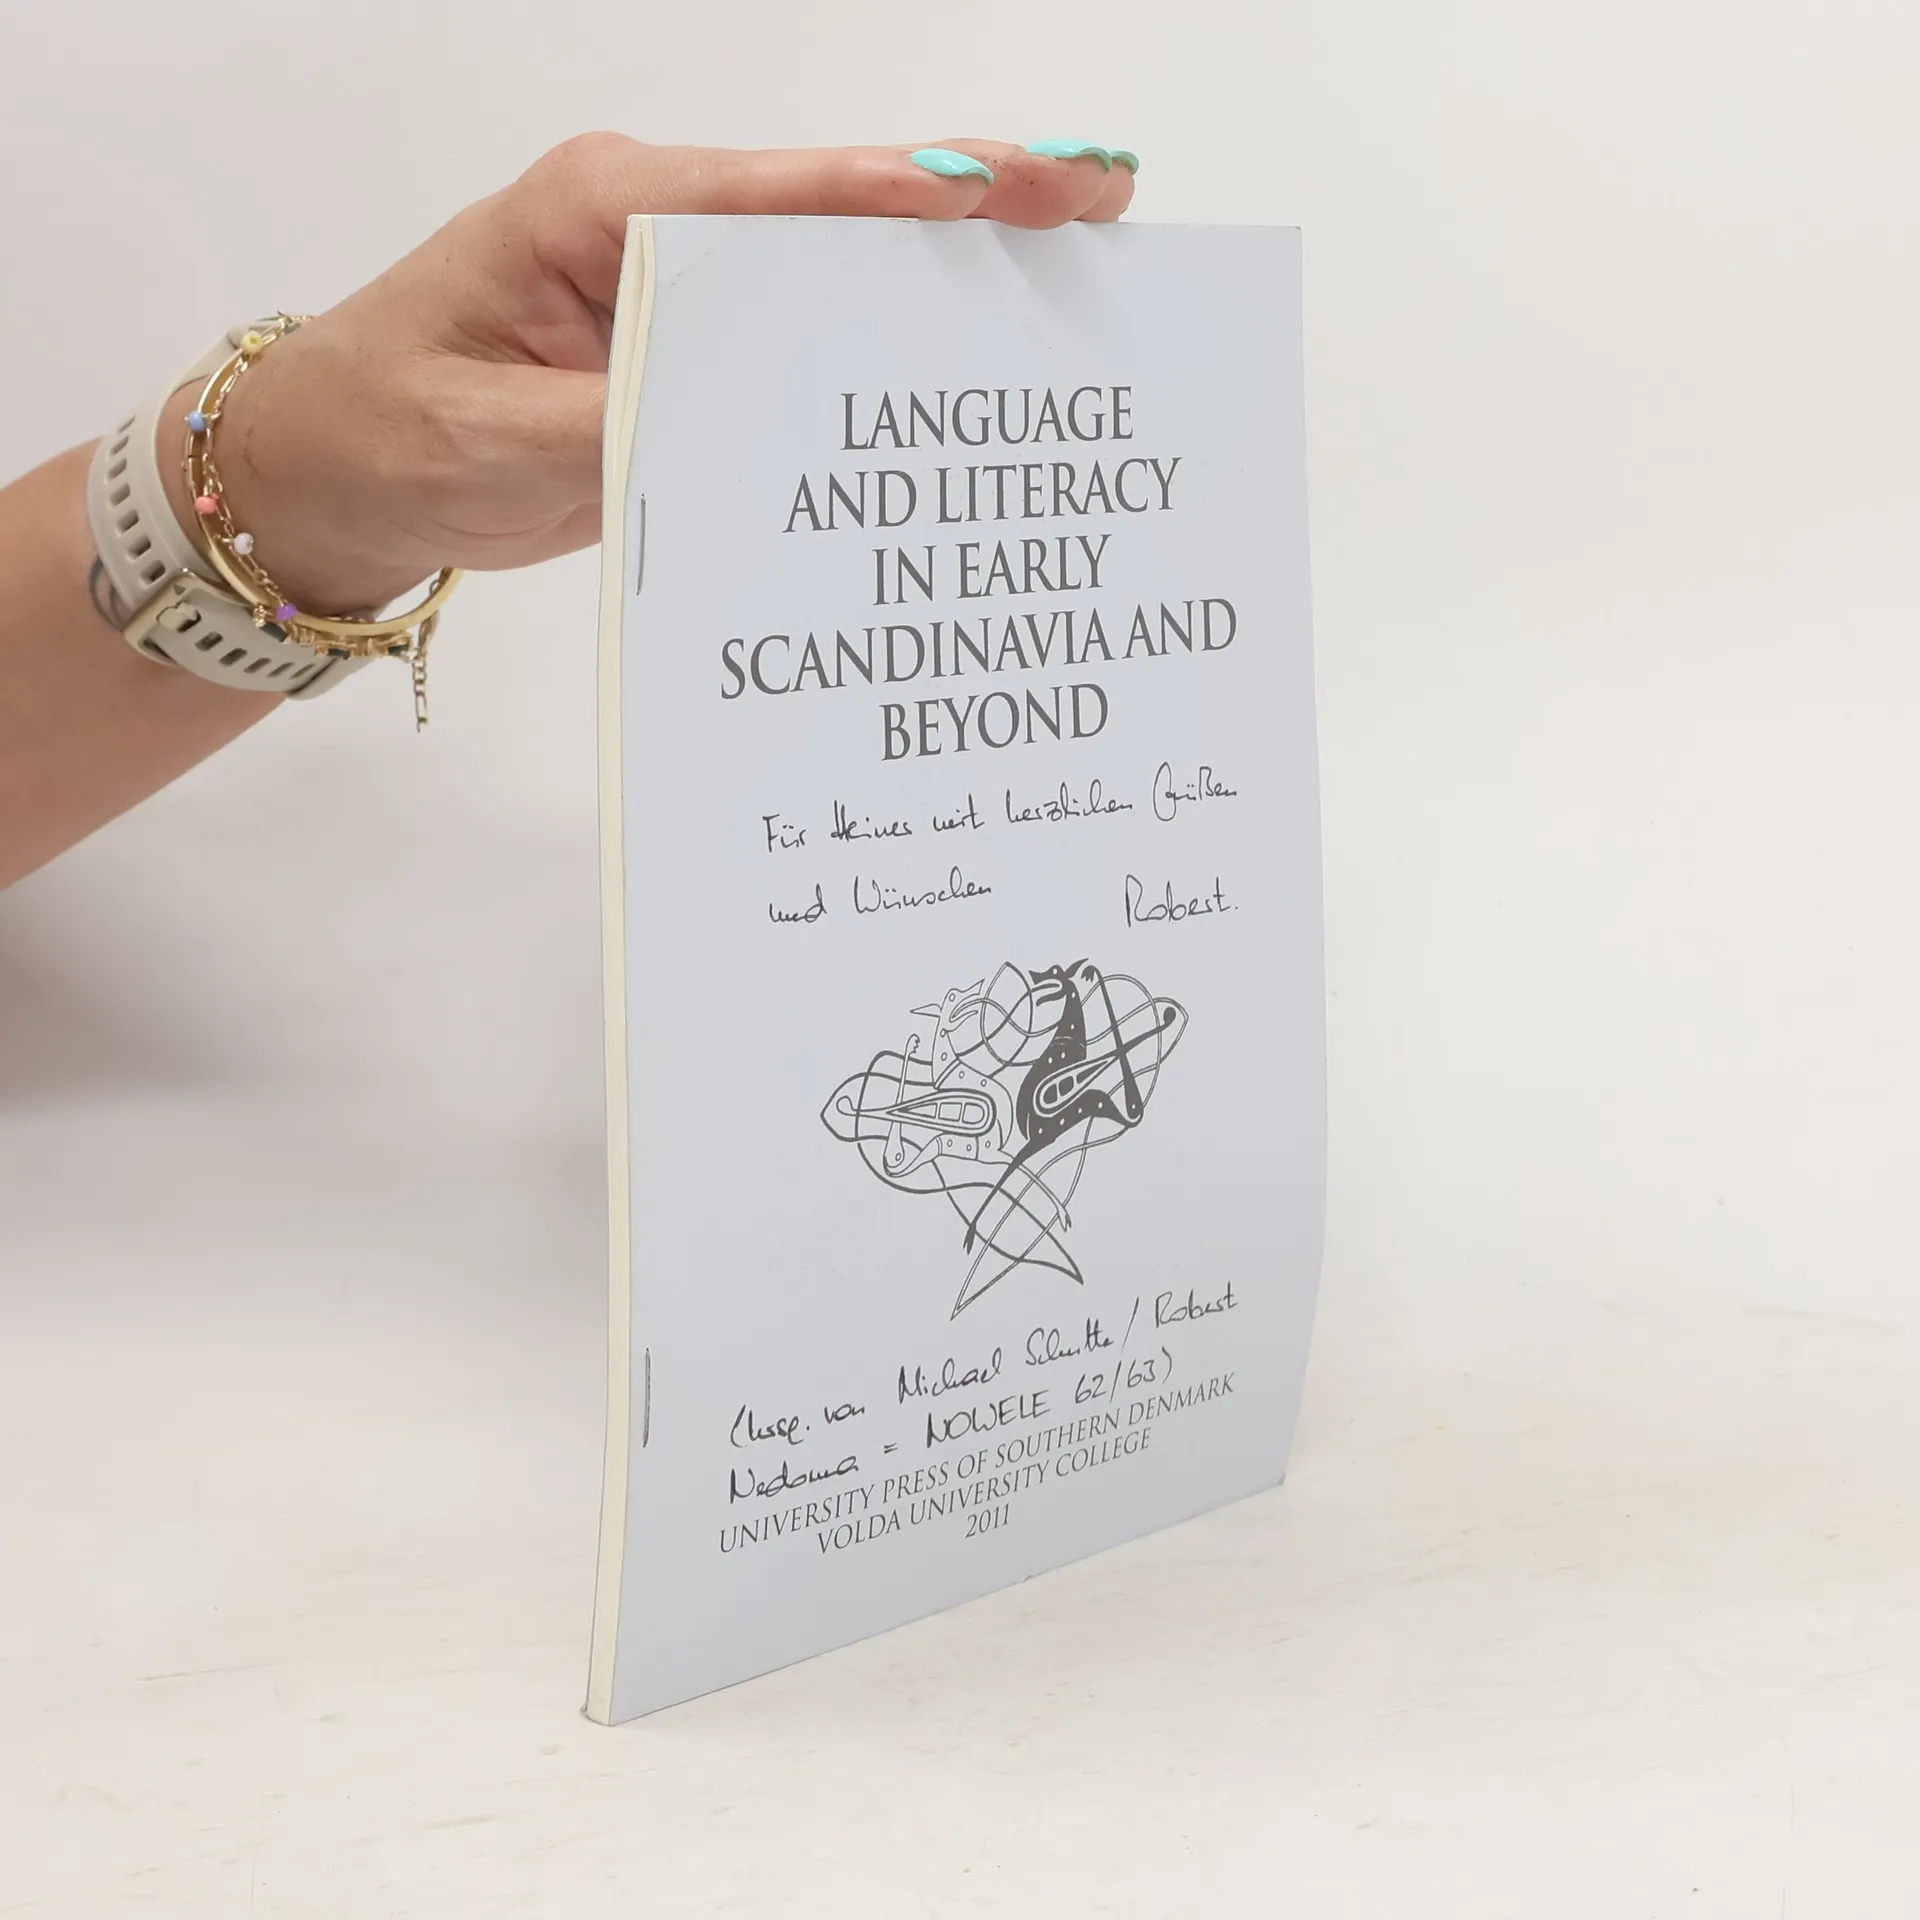 LANGUAGE
AND LITERACY
IN EARLY
SCANDINAVIA AND
BEYOND
Für Heiner mit herzlichen Grüßen
und Wünschen Robert.
(hrsg. von Michael Schulte / Robert
Nedoma = NOWELE 62/63)
UNIVERSITY PRESS OF SOUTHERN DENMARK
VOLDA UNIVERSITY COLLEGE
2011